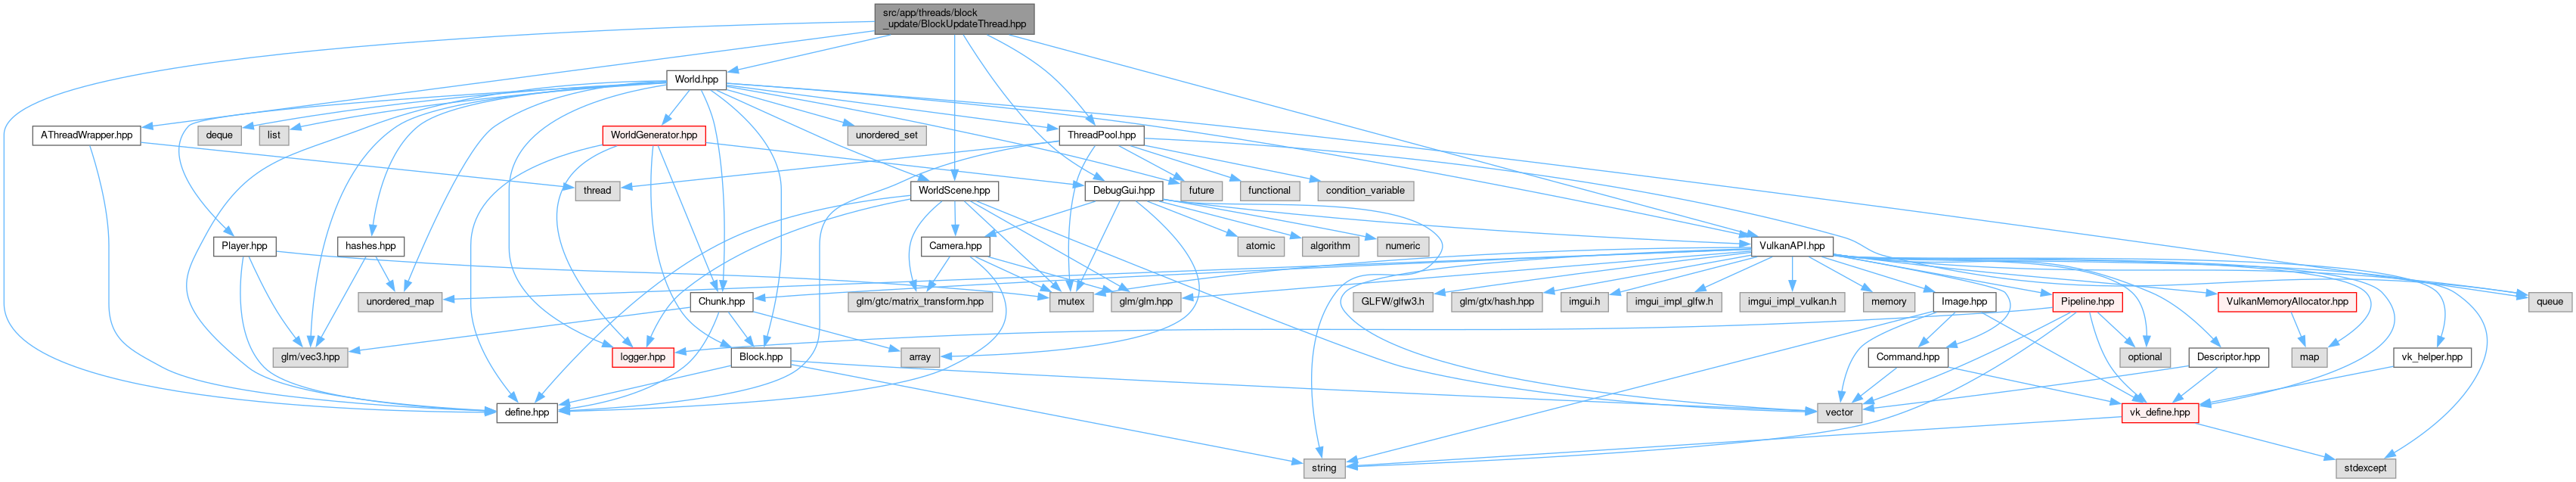 src/app/threads/block
_update/BlockUpdateThread.hpp
World.hpp
AThreadWrapper.hpp
deque
list
WorldGenerator.hpp
unordered_set
ThreadPool.hpp
thread
WorldScene.hpp
DebugGui.hpp
future
functional
condition_variable
Player.hpp
hashes.hpp
Camera.hpp
atomic
algorithm
numeric
VulkanAPI.hpp
unordered_map
Chunk.hpp
glm/gtc/matrix_transform.hpp
mutex
glm/glm.hpp
GLFW/glfw3.h
glm/gtx/hash.hpp
imgui.h
imgui_impl_glfw.h
imgui_impl_vulkan.h
memory
Image.hpp
Pipeline.hpp
VulkanMemoryAllocator.hpp
queue
glm/vec3.hpp
logger.hpp
Block.hpp
array
Command.hpp
optional
Descriptor.hpp
map
vk_helper.hpp
define.hpp
vector
vk_define.hpp
string
stdexcept